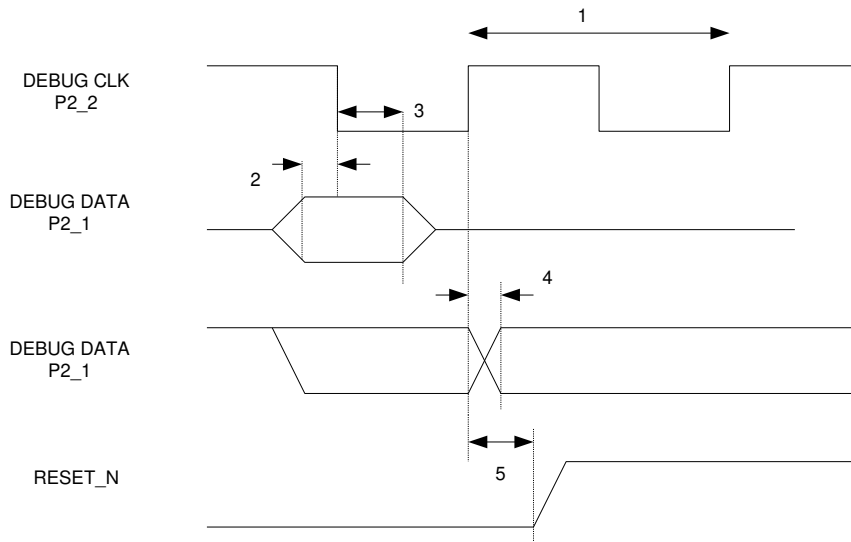 1
DEBUG CLK
P2_2
3
2
DEBUG DATA
P2_1
4
DEBUG DATA
P2_1
5
RESET_N